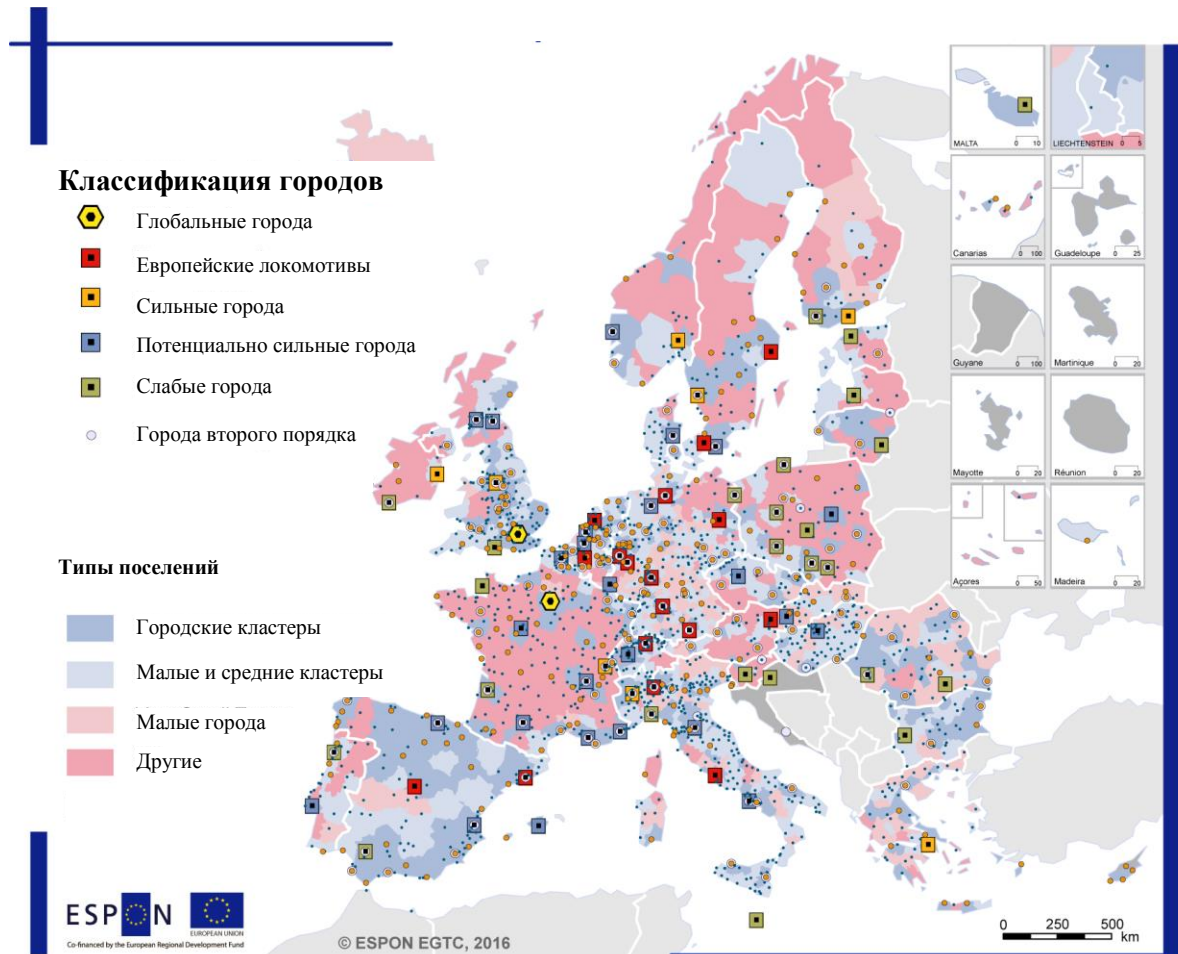 Классификация городов
Глобальные города
Европейские локомотивы
Сильные города
Потенциально сильные города
Слабые города
Города второго порядка
Типы поселений
Городские кластеры
Малые и средние кластеры
Малые города
Другие
ESPON
EUROPEAN UNION
Co-financed by the European Regional Development Fund
© ESPON EGTC, 2016
MALTA 0 10
LIECHTENSTEIN 0 5
Canarias 0 100
Guadeloupe 0 25
Guyane 0 100
Martinique 0 20
Mayotte 0 20
Réunion 0 20
Açores 0 50
Madeira 0 20
0 250 500
km